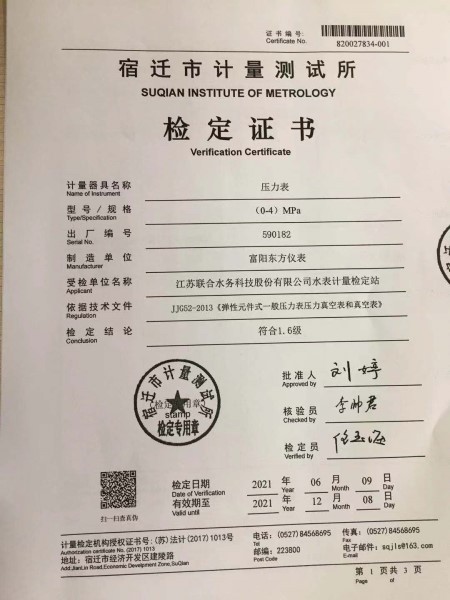 证书编号:
Certificate No.
820027834-001
宿迁市计量测试所
SUQIAN INSTITUTE OF METROLOGY
检定证书
Verification Certificate
计量器具名称 压力表
Name of Instrument
型号/规格 (0-4) MPa
Type/Specification
出厂编号 590182
Serial No.
制造单位 富阳东方仪表
Manufacturer
受检单位名称 江苏联合水务科技股份有限公司水表计量检定站
Applicant
依据技术文件 JJG52-2013《弹性元件式一般压力表压力真空表和真空表》
Regulation
检定结论 符合1.6级
Conclusion
宿迁市计量测试所
(检定专用章)
stamp
检定专用章
批准人 刘婷
Approved by
核验员 李帅君
Checked by
检定员
Verified by
检定日期 2021 年 06 月 09 日
Date of Verification Year Month Day
有效期至 2021 年 12 月 08 日
Valid until Year Month Day
扫一扫查真伪
计量检定机构授权证书号: (苏)法计(2017)1013号 电话: (0527)84568695 传真: (0527)84568695
Authorization certificate No. (2017) 1013 Tel Fax
地址: 宿迁市经济开发区建陵路 邮编: 223800 电子邮件: sqjls@163.com
Add:JianLin Road,Economic Develpment Zone,SuQian Post Code E-mail
第 1 页共 3 页
Page of